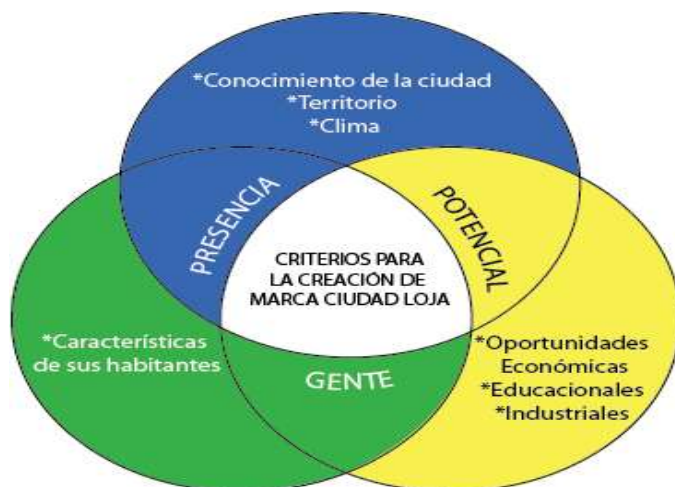 *Conocimiento de la ciudad
*Territorio
*Clima
PRESENCIA
POTENCIAL
CRITERIOS PARA
LA CREACIÓN DE
MARCA CIUDAD LOJA
*Características
de sus habitantes
GENTE
*Oportunidades
Económicas
*Educacionales
*Industriales